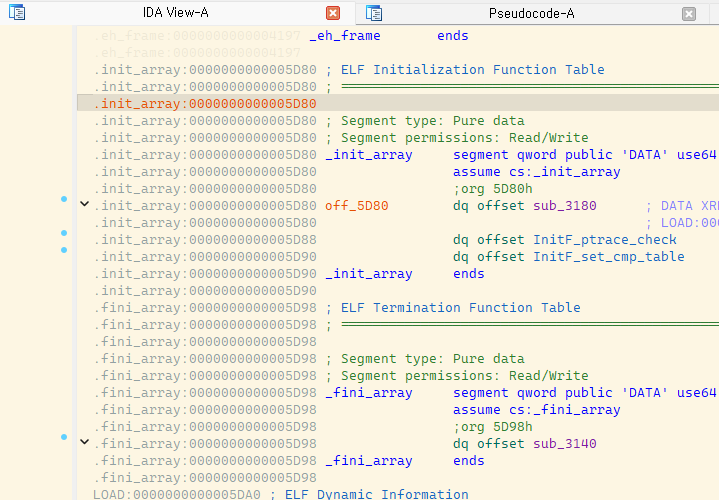 IDA View-A Pseudocode-A
.eh_frame:0000000000004197 _eh_frame ends
.eh_frame:0000000000004197
.init_array:0000000000005D80 ; ELF Initialization Function Table
.init_array:0000000000005D80 ; ===========================================
.init_array:0000000000005D80
.init_array:0000000000005D80 ; Segment type: Pure data
.init_array:0000000000005D80 ; Segment permissions: Read/Write
.init_array:0000000000005D80 _init_array segment qword public 'DATA' use64
.init_array:0000000000005D80 assume cs:_init_array
.init_array:0000000000005D80 ;org 5D80h
.init_array:0000000000005D80 off_5D80 dq offset sub_3180 ; DATA XR
.init_array:0000000000005D80 ; LOAD:00
.init_array:0000000000005D88 dq offset InitF_ptrace_check
.init_array:0000000000005D90 dq offset InitF_set_cmp_table
.init_array:0000000000005D90 _init_array ends
.init_array:0000000000005D90
.fini_array:0000000000005D98 ; ELF Termination Function Table
.fini_array:0000000000005D98 ; ===========================================
.fini_array:0000000000005D98
.fini_array:0000000000005D98 ; Segment type: Pure data
.fini_array:0000000000005D98 ; Segment permissions: Read/Write
.fini_array:0000000000005D98 _fini_array segment qword public 'DATA' use64
.fini_array:0000000000005D98 assume cs:_fini_array
.fini_array:0000000000005D98 ;org 5D98h
.fini_array:0000000000005D98 dq offset sub_3140
.fini_array:0000000000005D98 _fini_array ends
.fini_array:0000000000005D98
LOAD:0000000000005DA0 ; ELF Dynamic Information